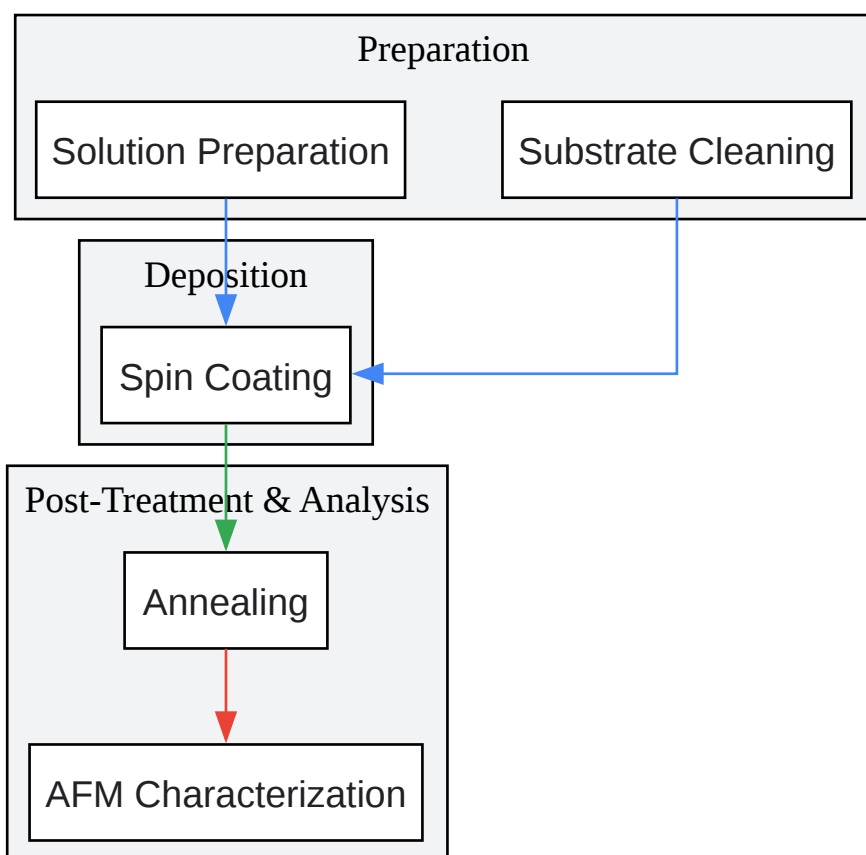 Preparation
Solution Preparation
Substrate Cleaning
Deposition
Spin Coating
Post-Treatment & Analysis
Annealing
AFM Characterization